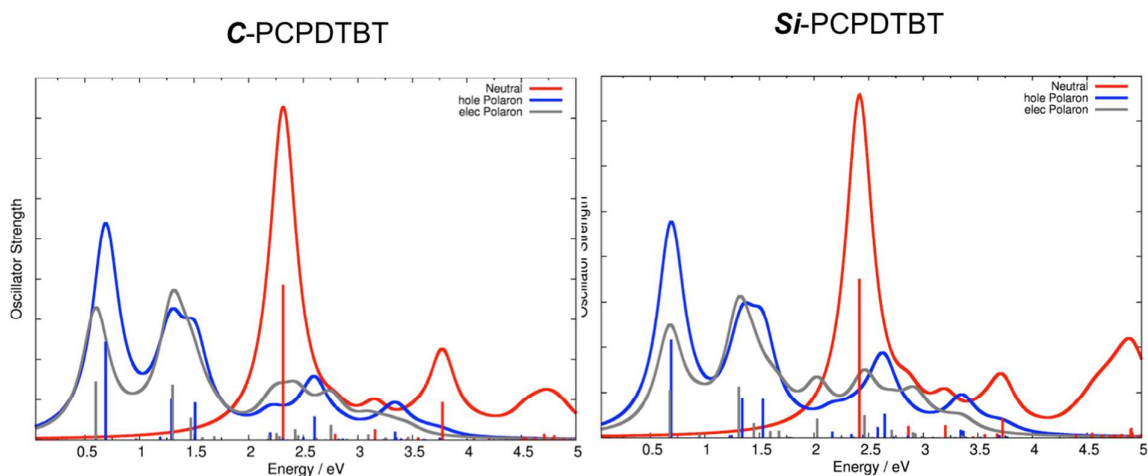 C-PCPDTBT
Si-PCPDTBT
Neutral
hole Polaron
elec Polaron
Oscillator Strength
0.5 1 1.5 2 2.5 3 3.5 4 4.5 5
Energy / eV
Neutral
hole Polaron
elec Polaron
Oscillator Strength
0.5 1 1.5 2 2.5 3 3.5 4 4.5 5
Energy / eV